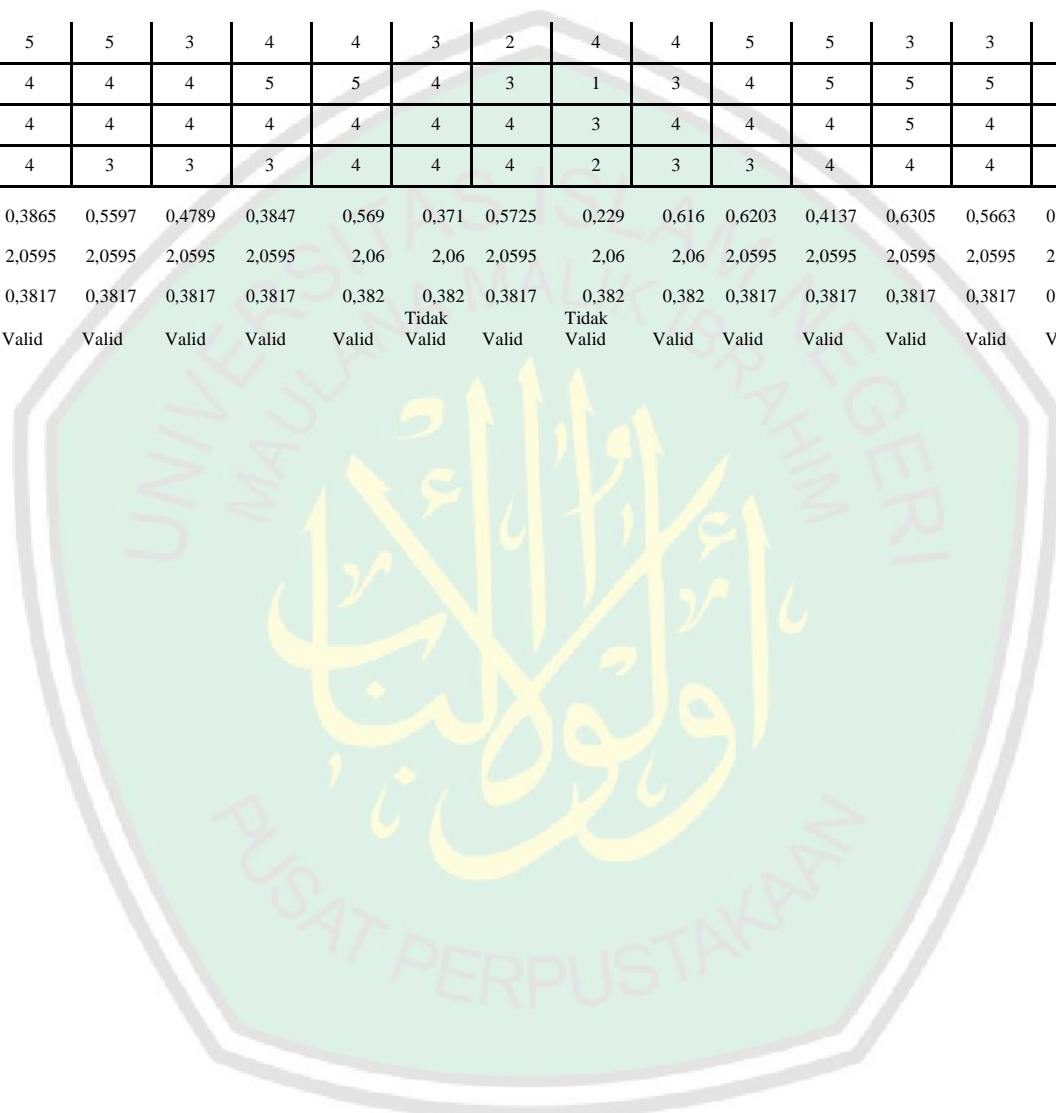 5 5 3 4 4 3 2 4 4 5 5 3 3
4 4 4 5 5 4 3 1 3 4 5 5 5
4 4 4 4 4 4 4 3 4 4 4 5 4
4 3 3 3 4 4 4 2 3 3 4 4 4
0,3865 0,5597 0,4789 0,3847 0,569 0,371 0,5725 0,229 0,616 0,6203 0,4137 0,6305 0,5663 0
2,0595 2,0595 2,0595 2,0595 2,06 2,06 2,0595 2,06 2,06 2,0595 2,0595 2,0595 2,0595 2
0,3817 0,3817 0,3817 0,3817 0,382 0,382 0,3817 0,382 0,382 0,3817 0,3817 0,3817 0,3817 0
Tidak Tidak
Valid Valid Valid Valid Valid Valid Valid Valid Valid Valid Valid Valid Valid V
UNIVERSITAS ISLAM NEGERI
MAULANA MALIK IBRAHIM
أولوا الألباب
PUSAT PERPUSTAKAAN